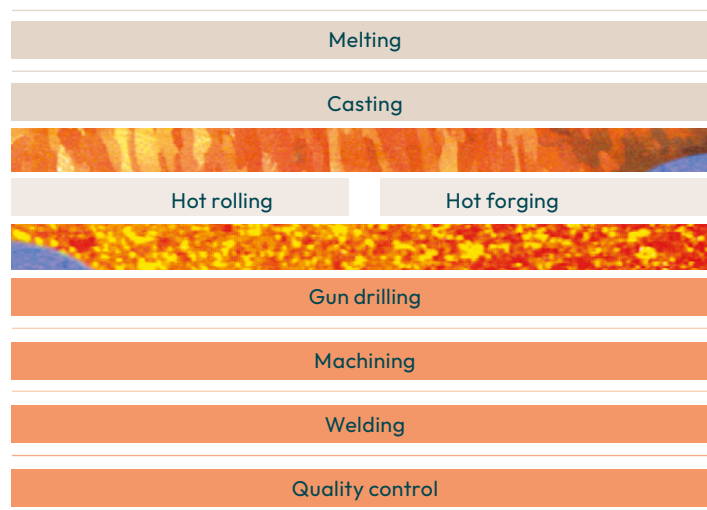 Melting
Casting
Hot rolling
Hot forging
Gun drilling
Machining
Welding
Quality control